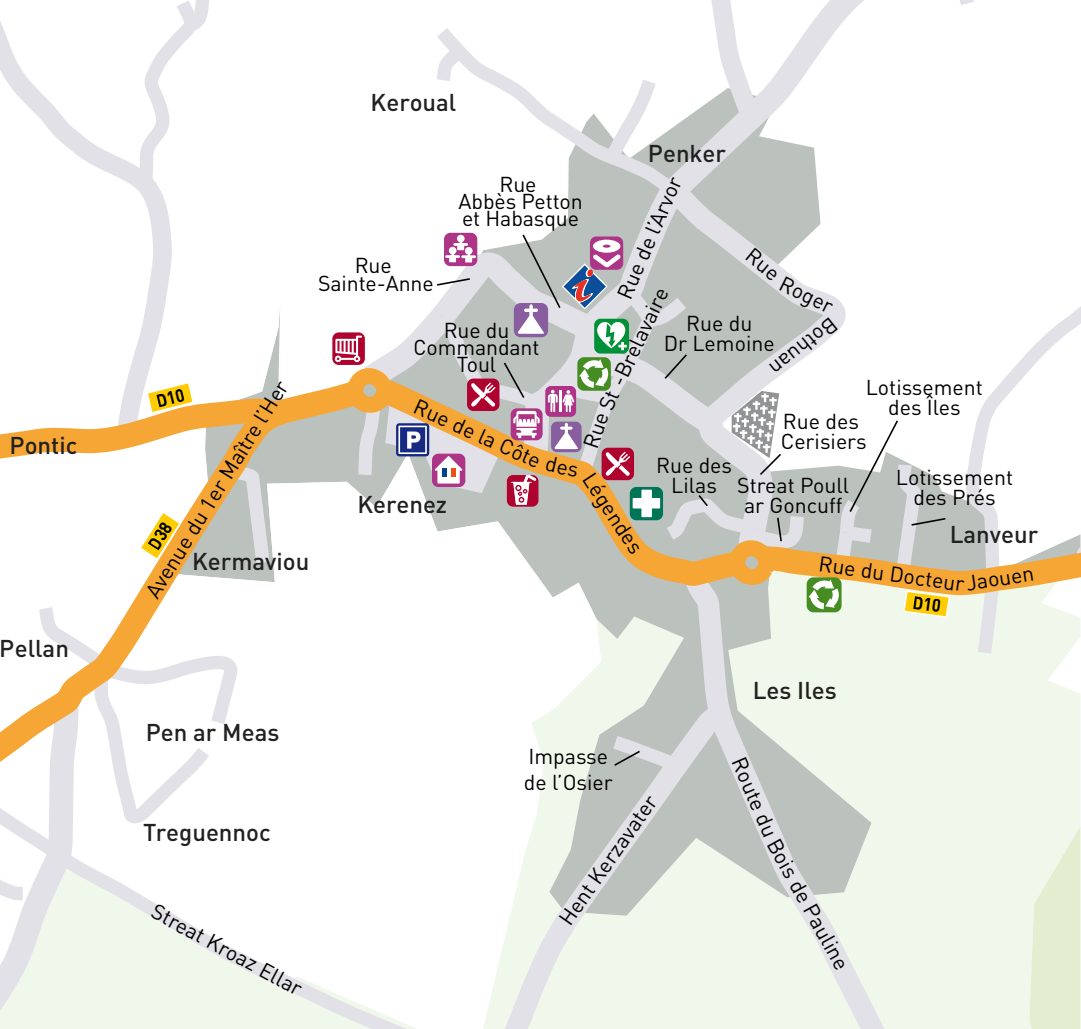 Keroual
Penker
Rue
Abbès Petton
et Habasque
Rue de l'Arvor
Rue
Sainte-Anne
i
Rue Roger
Bothuan
Rue du
Commandant
Toul
Rue St -Brelavaire
Rue du
Dr Lemoine
D10
Pontic
Avenue du 1er Maître l'Her
D38
Rue de la Côte des Légendes
P
Kerenez
Kermaviou
Lotissement
des Îles
Rue des
Cerisiers
Rue des
Lilas
Streat Poull
ar Goncuff
Lotissement
des Prés
Lanveur
Rue du Docteur Jaouen
D10
Pellan
Pen ar Meas
Treguennoc
Les Iles
Impasse
de l'Osier
Hent Kerzavater
Route du Bois de Pauline
Streat Kroaz Ellar